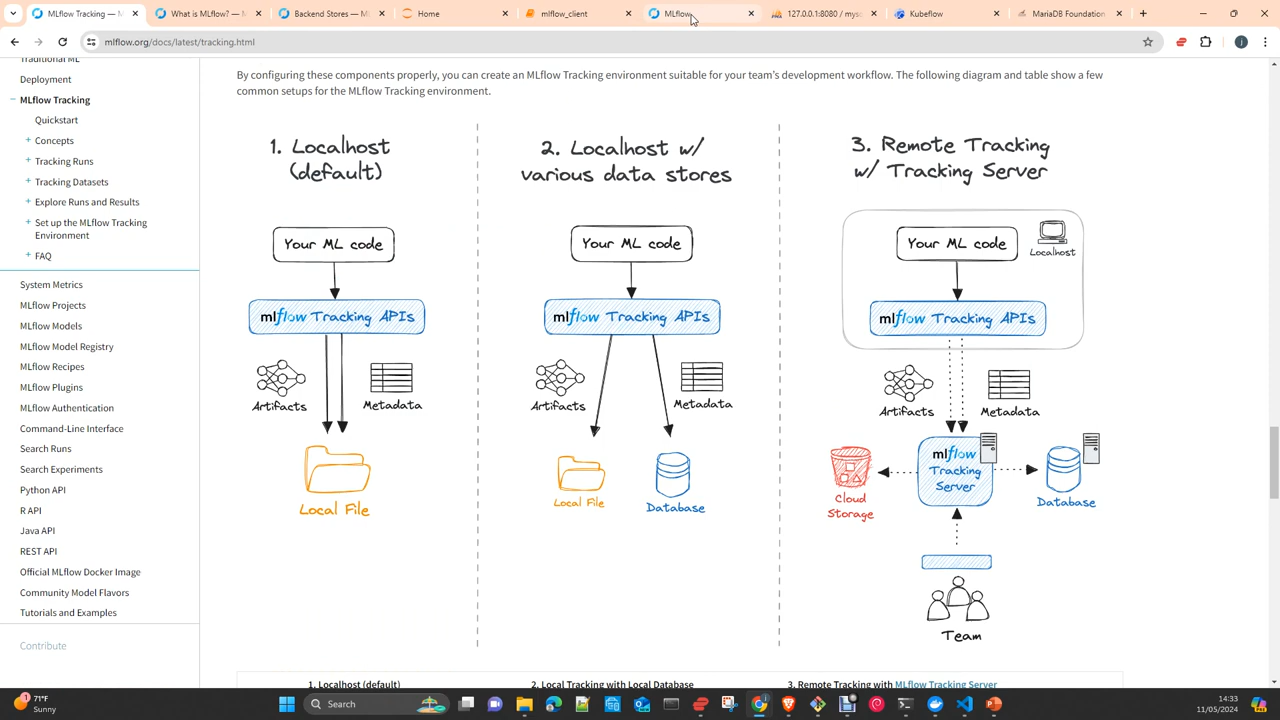 MLflow Tracking —
What is MLflow? —
Backend Stores — ML
Home
mlflow_client
MLflow
127.0.0.1:8080 / mysq
Kubeflow
MariaDB Foundation
mlflow.org/docs/latest/tracking.html
Traditional ML
Deployment
MLflow Tracking
Quickstart
Concepts
Tracking Runs
Tracking Datasets
Explore Runs and Results
Set up the MLflow Tracking
Environment
FAQ
System Metrics
MLflow Projects
MLflow Models
MLflow Model Registry
MLflow Recipes
MLflow Plugins
MLflow Authentication
Command-Line Interface
Search Runs
Search Experiments
Python API
R API
Java API
REST API
Official MLflow Docker Image
Community Model Flavors
Tutorials and Examples
Contribute
By configuring these components properly, you can create an MLflow Tracking environment suitable for your team's development workflow. The following diagram and table show a few
common setups for the MLflow Tracking environment.
1. Localhost
(default)
Your ML code
mlflow Tracking APIs
Artifacts
Metadata
Local File
2. Localhost w/
various data stores
Your ML code
mlflow Tracking APIs
Artifacts
Metadata
Local File
Database
3. Remote Tracking
w/ Tracking Server
Your ML code
Localhost
mlflow Tracking APIs
Artifacts
Metadata
mlflow
Tracking
Server
Cloud
Storage
Database
Team
1. Localhost (default)
2. Local Tracking with Local Database
3. Remote Tracking with MLflow Tracking Server
71°F
Sunny
Search
14:33
11/05/2024